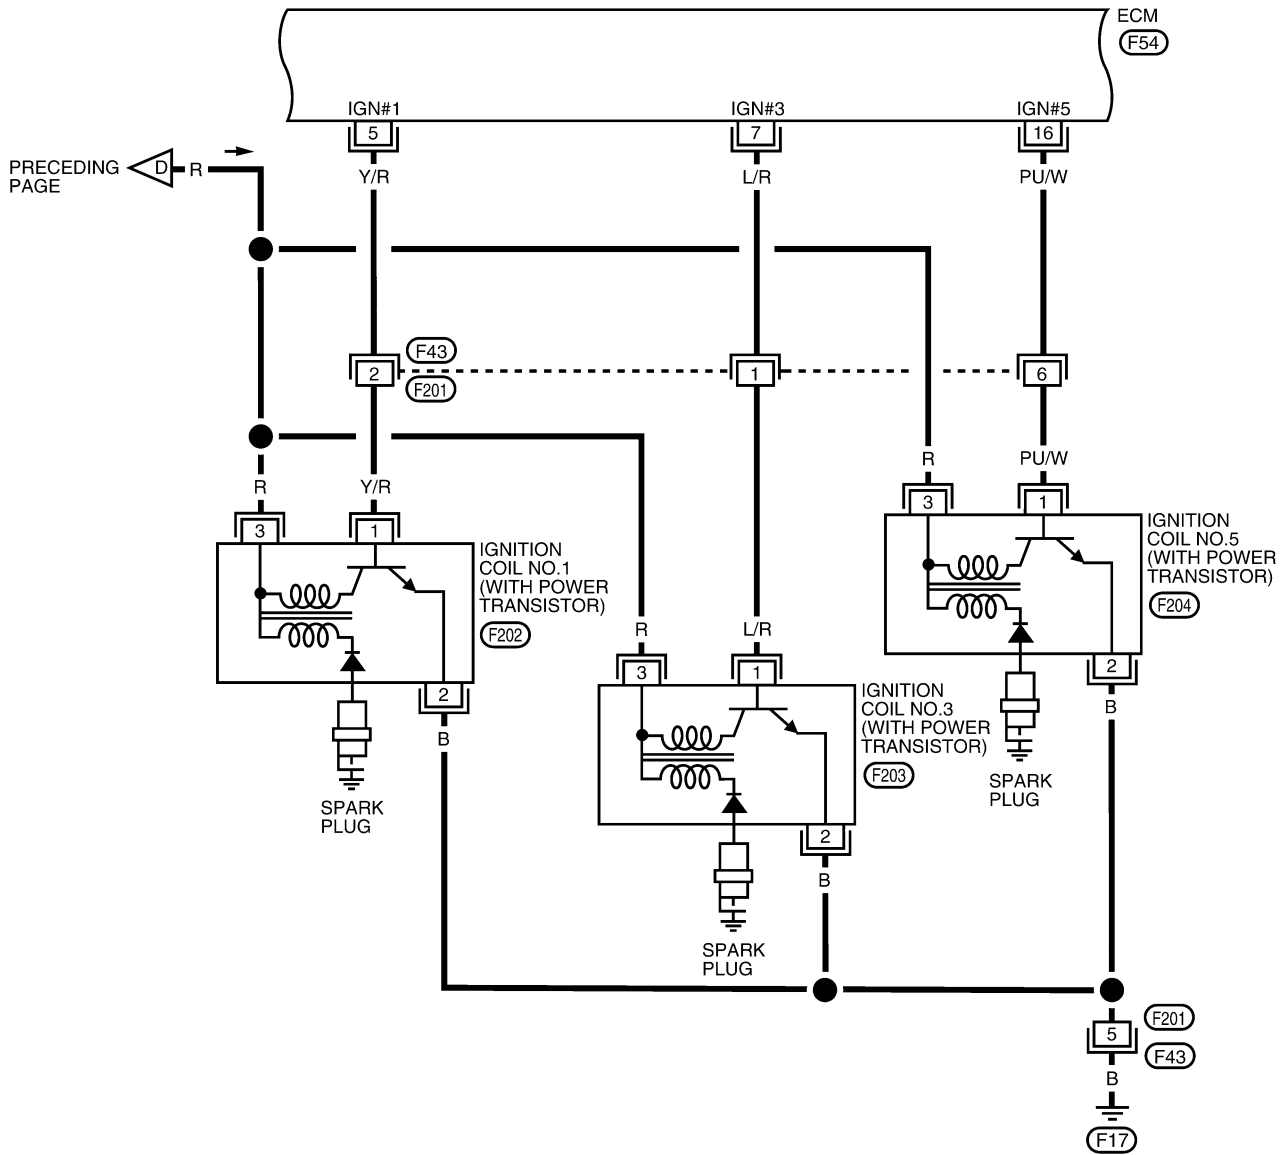 ECM
F54
IGN#1
IGN#3
IGN#5
5
7
16
PRECEDING
PAGE
D
R
Y/R
L/R
PU/W
F43
2
1
6
F201
R
Y/R
R
PU/W
3
1
IGNITION
COIL NO.1
(WITH POWER
TRANSISTOR)
F202
2
B
SPARK
PLUG
R
L/R
3
1
IGNITION
COIL NO.3
(WITH POWER
TRANSISTOR)
F203
2
B
SPARK
PLUG
3
1
IGNITION
COIL NO.5
(WITH POWER
TRANSISTOR)
F204
2
B
SPARK
PLUG
F201
5
F43
B
F17